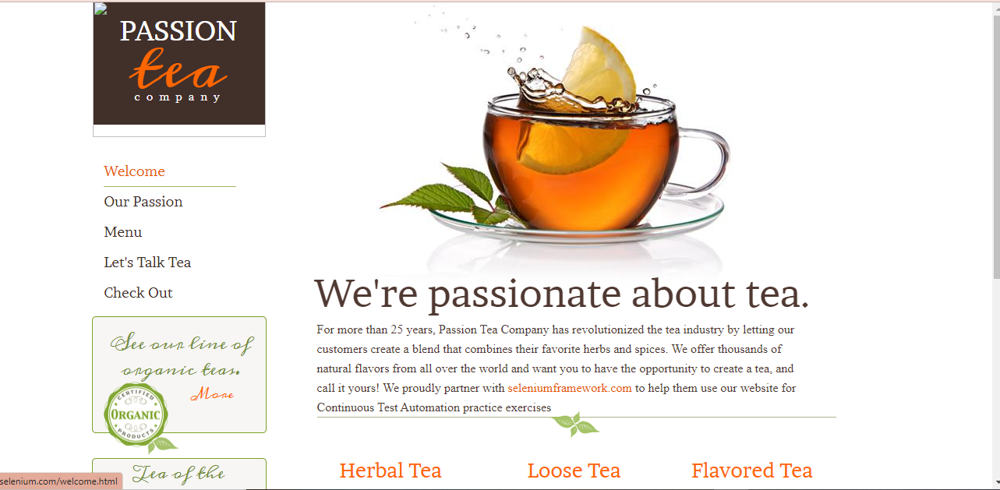 PASSION
tea
company
Welcome
Our Passion
Menu
Let's Talk Tea
Check Out
See our line of
organic teas.
More
CERTIFIED
ORGANIC
PRODUCTS
Tea of the
We're passionate about tea.
For more than 25 years, Passion Tea Company has revolutionized the tea industry by letting our
customers create a blend that combines their favorite herbs and spices. We offer thousands of
natural flavors from all over the world and want you to have the opportunity to create a tea, and
call it yours! We proudly partner with seleniumframework.com to help them use our website for
Continuous Test Automation practice exercises
Herbal Tea
Loose Tea
Flavored Tea
selenium.com/welcome.html